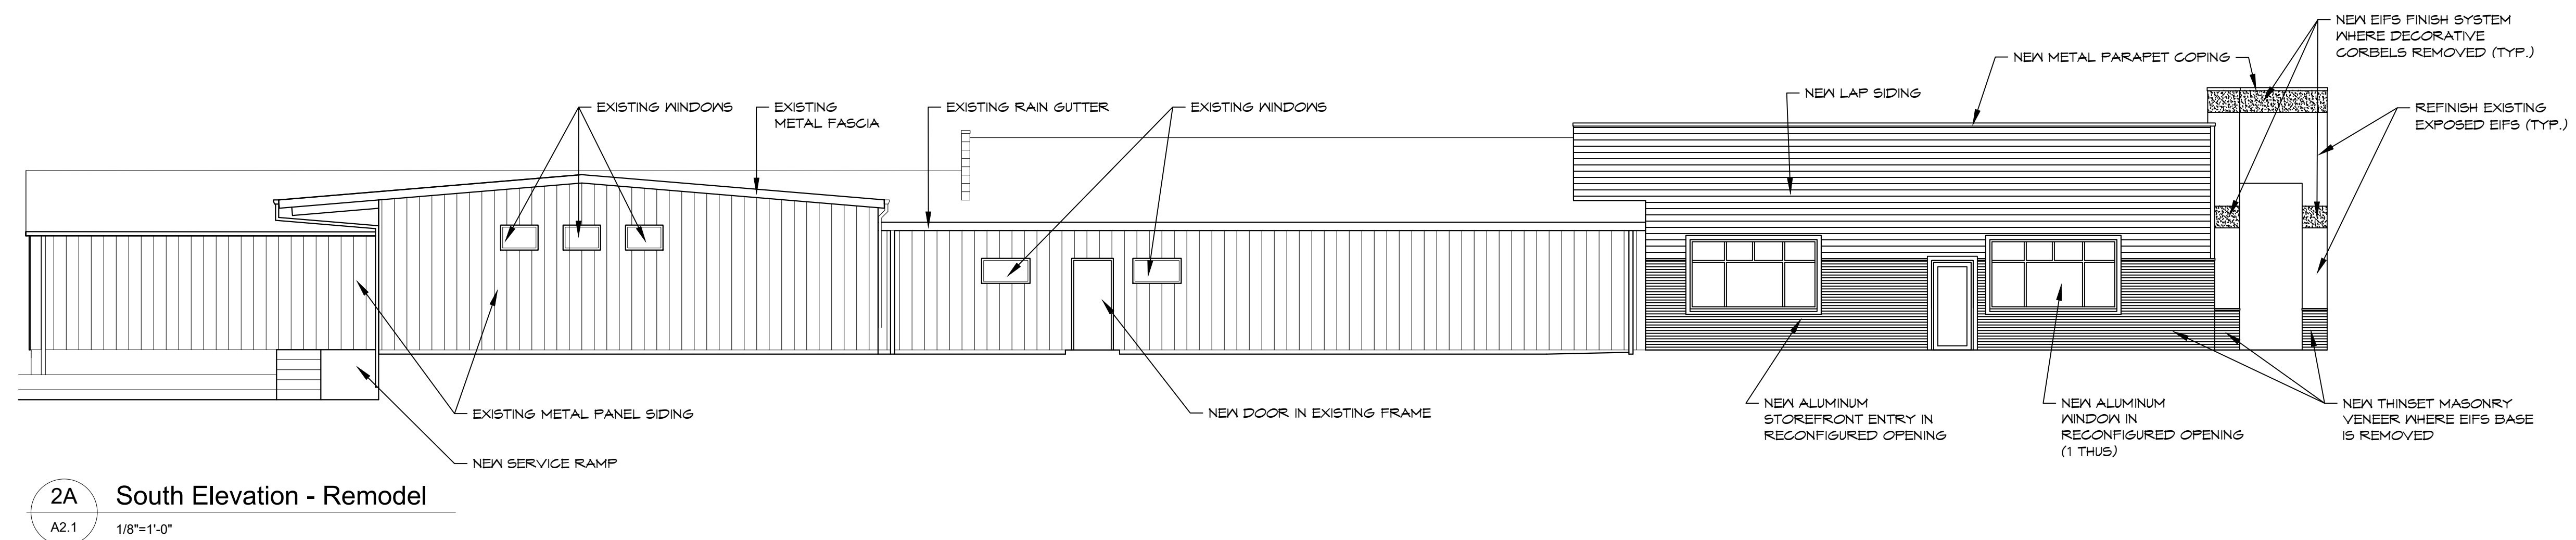 NEW EIFS FINISH SYSTEM
WHERE DECORATIVE
CORBELS REMOVED (TYP.)
NEW METAL PARAPET COPING
NEW LAP SIDING
EXISTING WINDOWS
EXISTING
METAL FASCIA
EXISTING RAIN GUTTER
EXISTING WINDOWS
REFINISH EXISTING
EXPOSED EIFS (TYP.)
EXISTING METAL PANEL SIDING
NEW DOOR IN EXISTING FRAME
NEW ALUMINUM
STOREFRONT ENTRY IN
RECONFIGURED OPENING
NEW ALUMINUM
WINDOW IN
RECONFIGURED OPENING
(1 THUS)
NEW THINSET MASONRY
VENEER WHERE EIFS BASE
IS REMOVED
NEW SERVICE RAMP
2A
South Elevation - Remodel
A2.1
1/8"=1'-0"